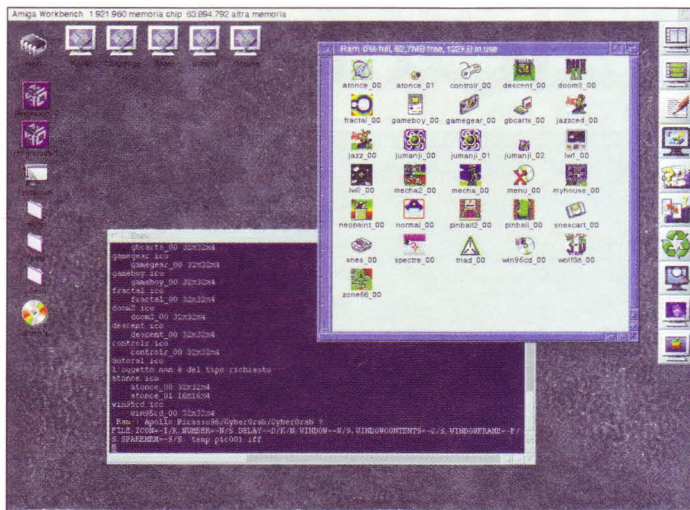 Amiga Workbench 1.921.960 memoria chip 63.894.792 altra memoria
Ram, 0% full, 62,7MB free, 122KB in use
atonce_00 atonce_01 controlr_00 descent_00 doom2_00
fractal_00 gameboy_00 gamegear_00 gbcarts_00 jazzced_00
jazz_00 jumanji_00 jumanji_01 jumanji_02 lw1_00
lw2_00 mecha2_00 mecha_00 menu_00 myhouse_00
neopaint_00 normal_00 pinball2_00 pinball_00 snescart_00
snes_00 spectre_00 triad_00 win95cd_00 wolf3d_00
zone66_00
gbcarts_00 32x32x4
gamegear ico
gamegear_00 32x32x4
gameboy ico
gameboy_00 32x32x4
fractal ico
fractal_00 32x32x4
doom2 ico
doom2_00 32x32x4
descent ico
descent_00 32x32x4
controlr ico
controlr_00 32x32x4
autoral ico
l'oggetto non è del tipo richiesto
atonce ico
atonce_00 32x32x4
atonce_01 16x16x4
win95cd ico
win95cd_00 32x32x4
Ram : Apollo Picasso96/CyberGrab/CyberGrab ?
FILE,ICON=-I/K,NUMBER=-N/S,DELAY=-D/K/N,WINDOW=-W/S,WINDOWCONTENTS=-C/S,WINDOWFRAME=-F/
S,SPAREMEM=-S/S: temp pic001 iff